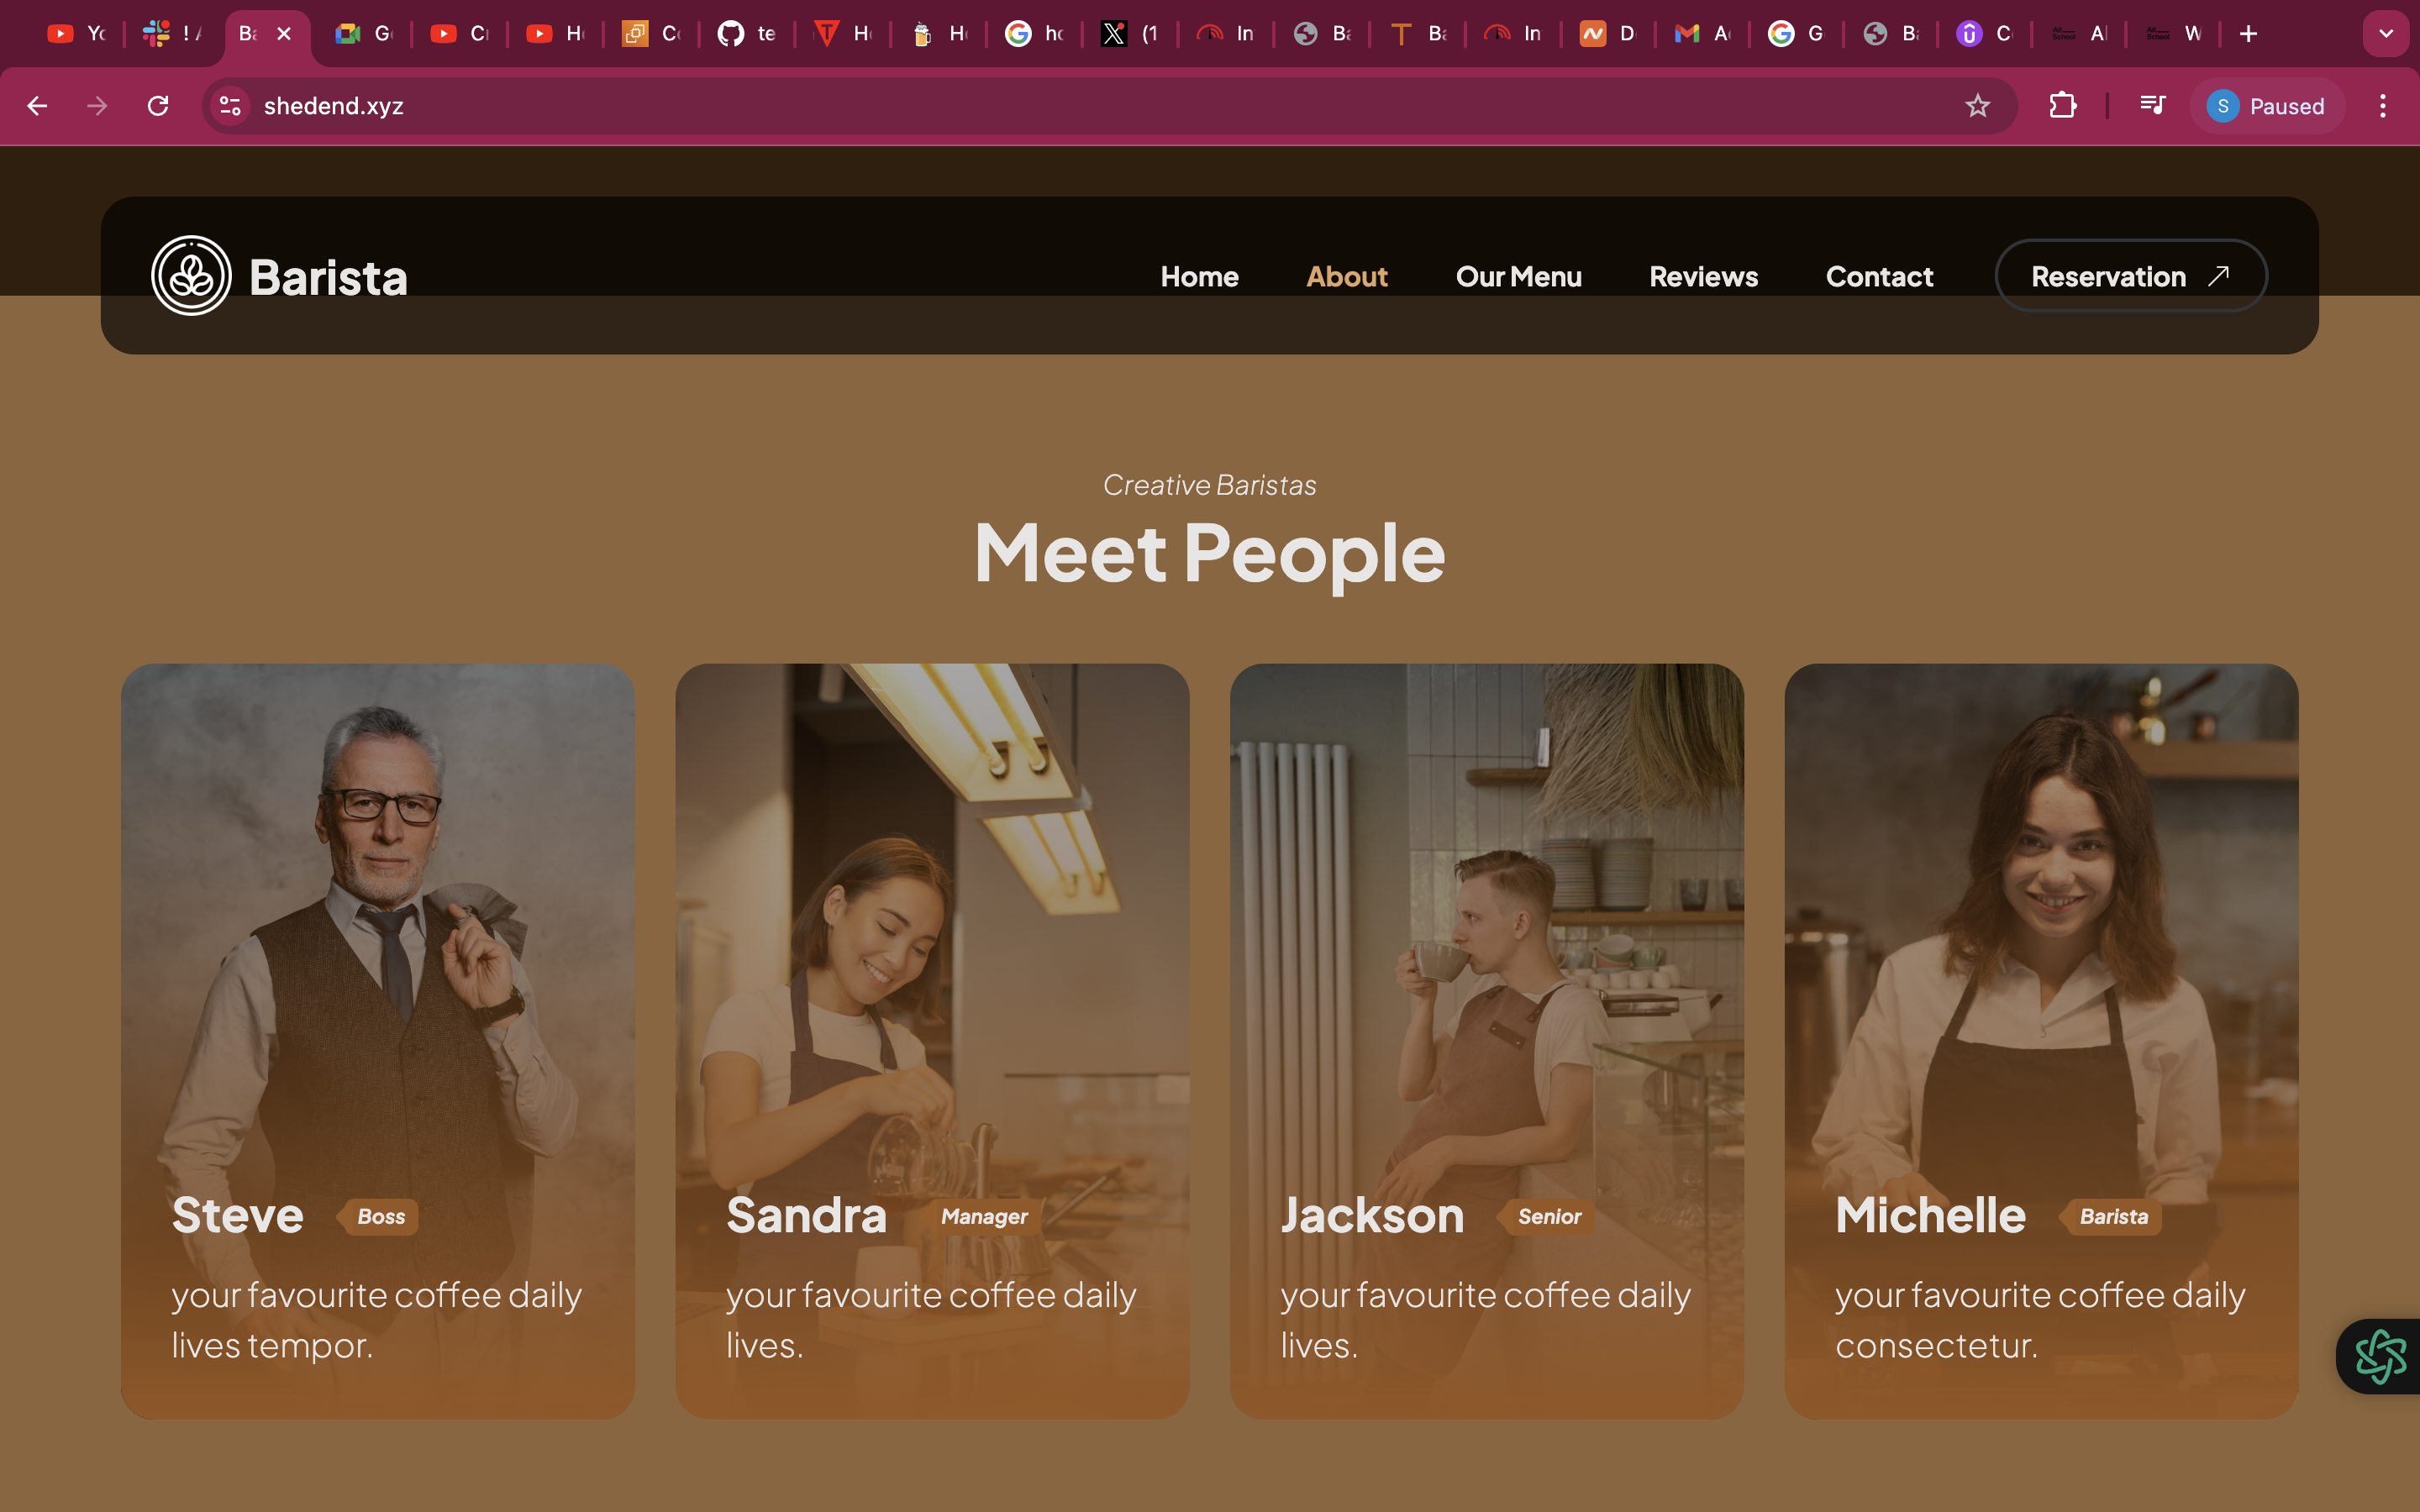 Yo
! A
Ba
G
C
H
C
te
H
H
ho
(1
In
Ba
Ba
In
D
A
G
B
C
Al
W
shedend.xyz
S Paused
Barista
Home About Our Menu Reviews Contact Reservation
Creative Baristas
Meet People
Steve Boss
your favourite coffee daily
lives tempor.
Sandra Manager
your favourite coffee daily
lives.
Jackson Senior
your favourite coffee daily
lives.
Michelle Barista
your favourite coffee daily
consectetur.